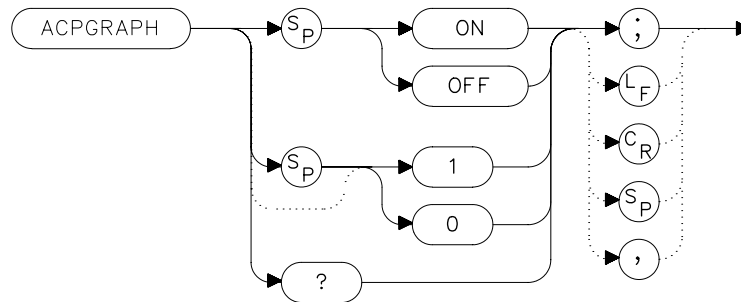 ACPGRAPH SP ON ;
OFF LF
CR
SP 1
0 SP
? ,